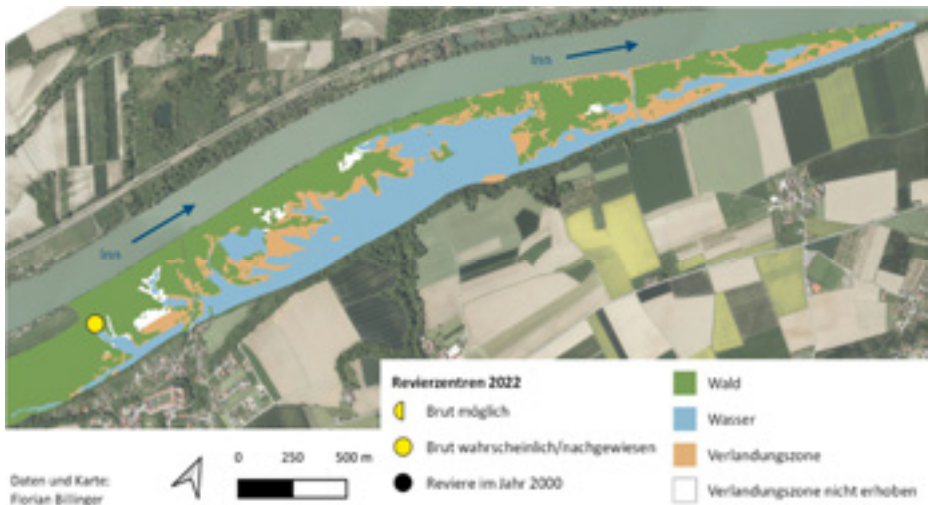 Inn
Inn
Inn
Revierzentren 2022
Brut möglich
Brut wahrscheinlich/nachgewiesen
Reviere im Jahr 2000
Wald
Wasser
Verlandungszone
Verlandungszone nicht erhoben
0 250 500 m
Daten und Karte:
Florian Billinger